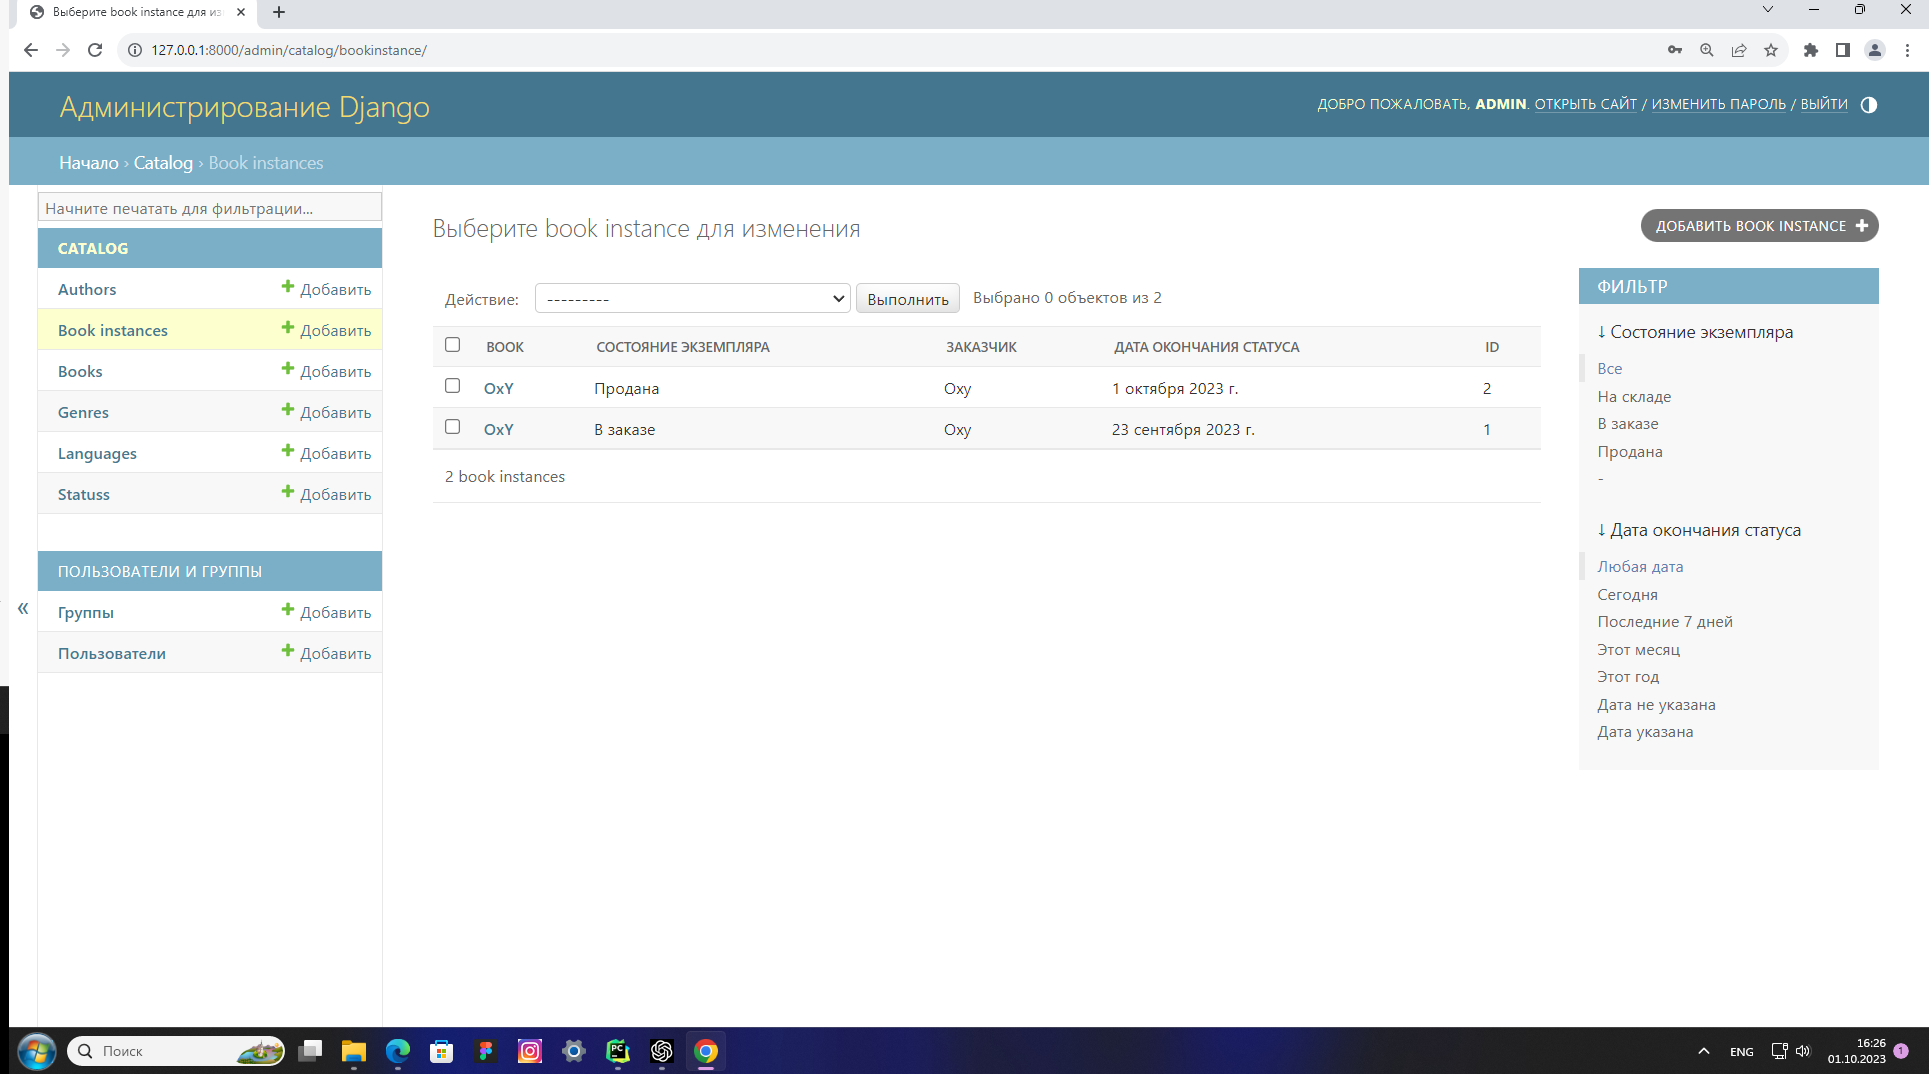 Выберите book instance для из
127.0.0.1:8000/admin/catalog/bookinstance/
Администрирование Django
ДОБРО ПОЖАЛОВАТЬ, ADMIN. ОТКРЫТЬ САЙТ / ИЗМЕНИТЬ ПАРОЛЬ / ВЫЙТИ
Начало › Catalog › Book instances
Начните печатать для фильтрации...
CATALOG
Authors Добавить
Book instances Добавить
Books Добавить
Genres Добавить
Languages Добавить
Statuss Добавить
ПОЛЬЗОВАТЕЛИ И ГРУППЫ
Группы Добавить
Пользователи Добавить
«
Выберите book instance для изменения
ДОБАВИТЬ BOOK INSTANCE
Действие: --------- Выполнить Выбрано 0 объектов из 2
BOOK СОСТОЯНИЕ ЭКЗЕМПЛЯРА ЗАКАЗЧИК ДАТА ОКОНЧАНИЯ СТАТУСА ID
OxY Продана Oxy 1 октября 2023 г. 2
OxY В заказе Oxy 23 сентября 2023 г. 1
2 book instances
ФИЛЬТР
↓ Состояние экземпляра
Все
На складе
В заказе
Продана
-
↓ Дата окончания статуса
Любая дата
Сегодня
Последние 7 дней
Этот месяц
Этот год
Дата не указана
Дата указана
Поиск
PC
ENG
16:26
01.10.2023
1